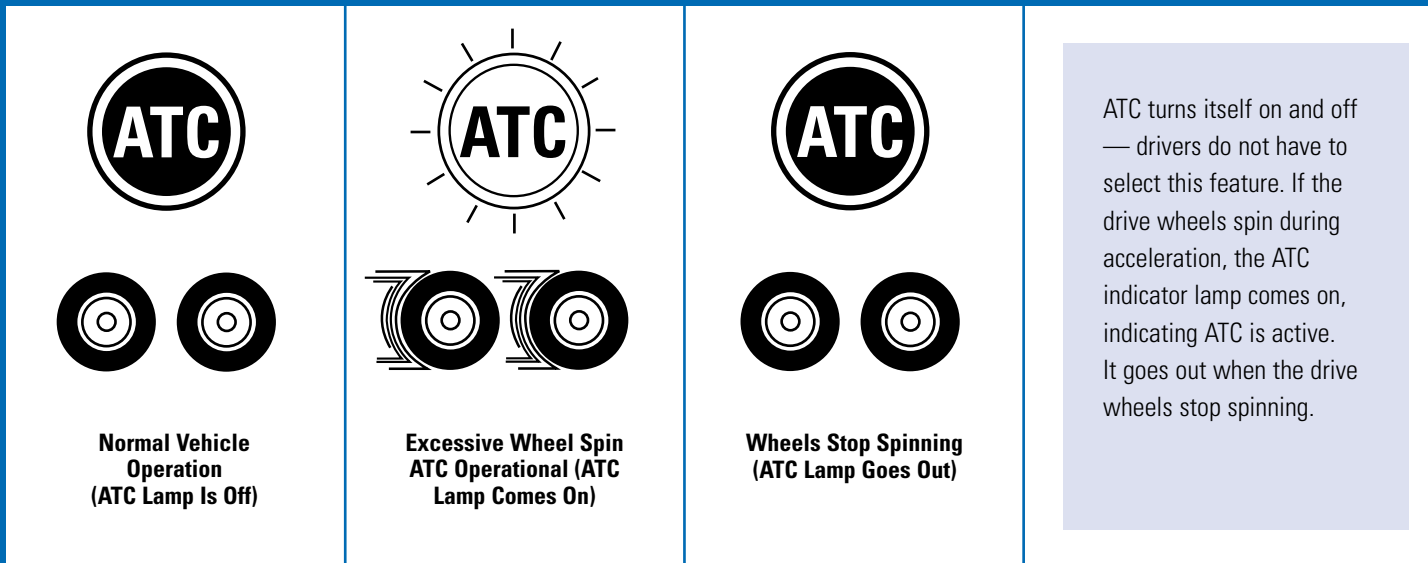 ATC
Normal Vehicle
Operation
(ATC Lamp Is Off)
ATC
Excessive Wheel Spin
ATC Operational (ATC
Lamp Comes On)
ATC
Wheels Stop Spinning
(ATC Lamp Goes Out)
ATC turns itself on and off
— drivers do not have to
select this feature. If the
drive wheels spin during
acceleration, the ATC
indicator lamp comes on,
indicating ATC is active.
It goes out when the drive
wheels stop spinning.